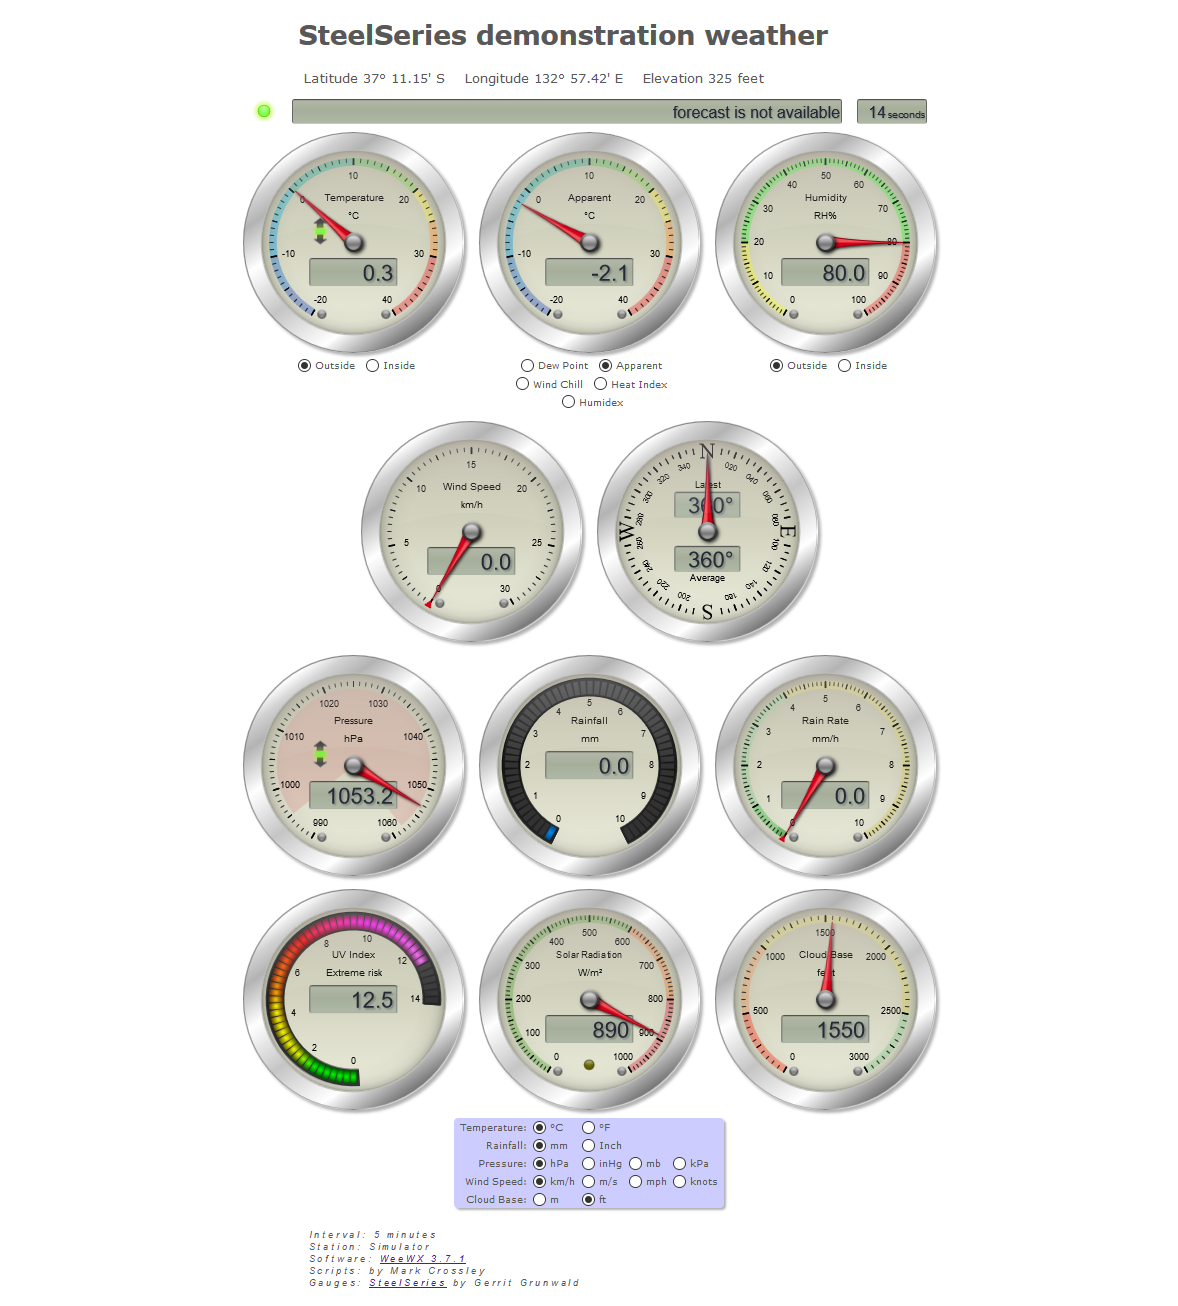 SteelSeries demonstration weather
Latitude 37° 11.15' S Longitude 132° 57.42' E Elevation 325 feet
forecast is not available
14 seconds
Temperature
°C
0.3
-20 -10 0 10 20 30 40
Outside Inside
Apparent
°C
-2.1
-20 -10 0 10 20 30 40
Dew Point Apparent
Wind Chill Heat Index
Humidex
Humidity
RH%
80.0
0 10 20 30 40 50 60 70 80 90 100
Outside Inside
Wind Speed
km/h
0.0
0 5 10 15 20 25 30
N 020 040 060 080 E 100 120 140 160 S 200 220 240 260 W 280 300 320 340
Latest
360°
360°
Average
Pressure
hPa
1053.2
990 1000 1010 1020 1030 1040 1050 1060
Rainfall
mm
0.0
0 1 2 3 4 5 6 7 8 9 10
Rain Rate
mm/h
0.0
0 1 2 3 4 5 6 7 8 9 10
UV Index
Extreme risk
12.5
0 2 4 6 8 10 12 14
Solar Radiation
W/m²
890
0 100 200 300 400 500 600 700 800 900 1000
Cloud Base
feet
1550
0 500 1000 1500 2000 2500 3000
Temperature: °C °F
Rainfall: mm Inch
Pressure: hPa inHg mb kPa
Wind Speed: km/h m/s mph knots
Cloud Base: m ft
Interval: 5 minutes
Station: Simulator
Software: WeeWX 3.7.1
Scripts: by Mark Crossley
Gauges: SteelSeries by Gerrit Grunwald